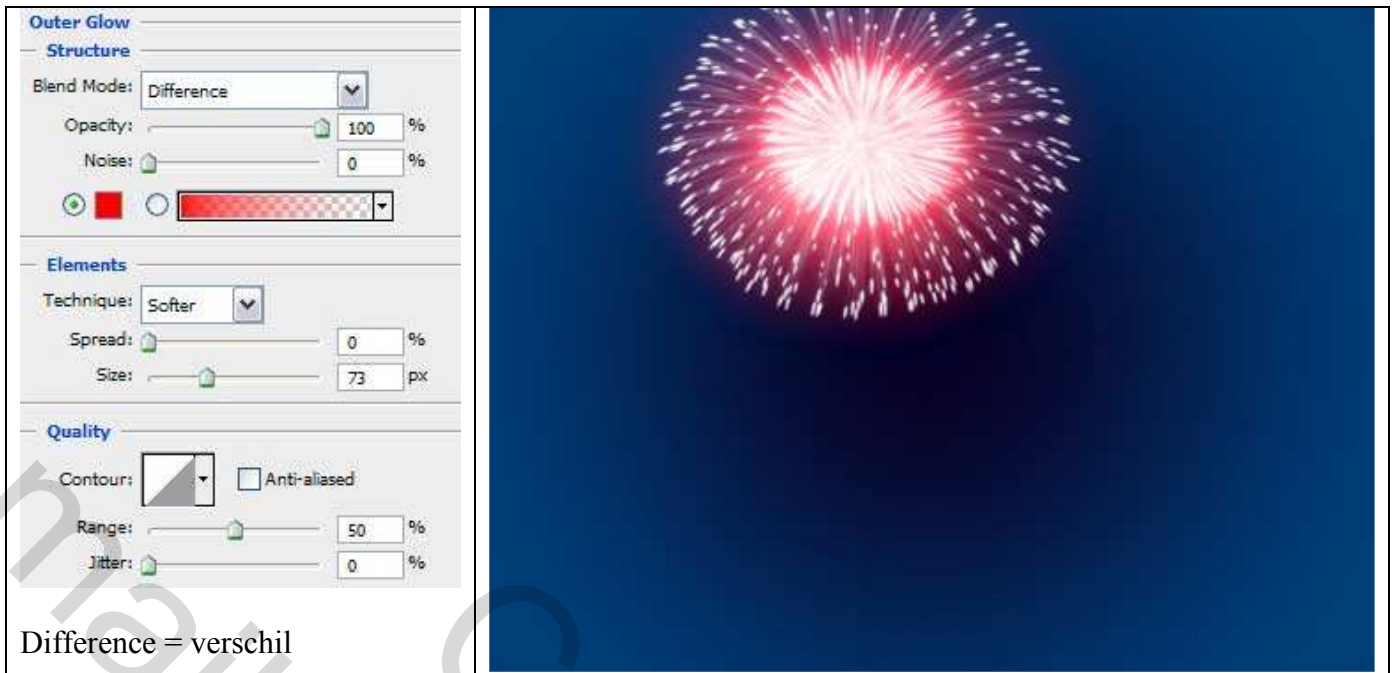 Outer Glow
Structure
Blend Mode: Difference
Opacity: 100 %
Noise: 0 %
Elements
Technique: Softer
Spread: 0 %
Size: 73 px
Quality
Contour: Anti-aliased
Range: 50 %
Jitter: 0 %
Difference = verschil